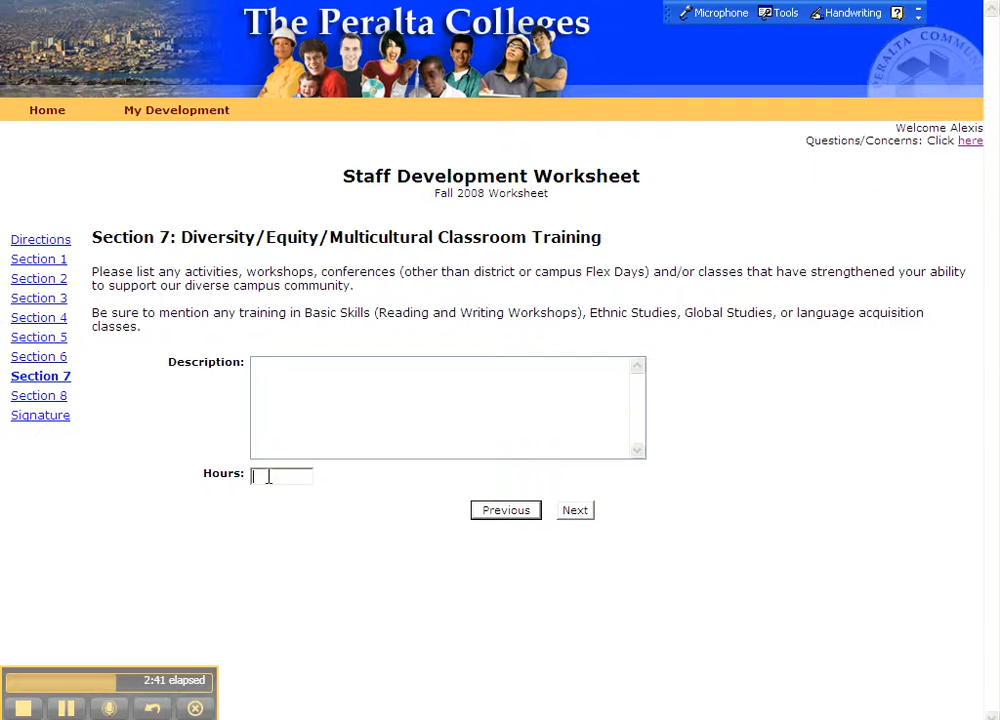 The Peralta Colleges
Microphone Tools Handwriting
PERALTA COMMU
Home My Development
Welcome Alexis
Questions/Concerns: Click here
Staff Development Worksheet
Fall 2008 Worksheet
Directions
Section 1
Section 2
Section 3
Section 4
Section 5
Section 6
Section 7
Section 8
Signature
Section 7: Diversity/Equity/Multicultural Classroom Training
Please list any activities, workshops, conferences (other than district or campus Flex Days) and/or classes that have strengthened your ability
to support our diverse campus community.
Be sure to mention any training in Basic Skills (Reading and Writing Workshops), Ethnic Studies, Global Studies, or language acquisition
classes.
Description:
Hours:
Previous Next
2:41 elapsed